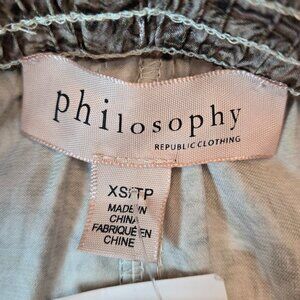 philosophy
REPUBLIC CLOTHING
XS/TP
MADE IN
CHINA
FABRIQUÉ EN
CHINE